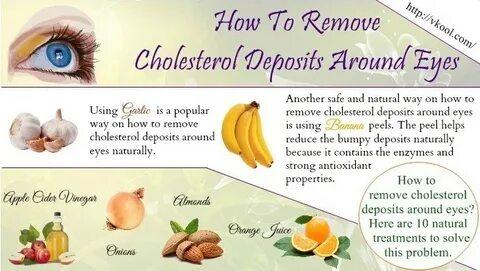 http://vkool.com/
How To Remove
Cholesterol Deposits Around Eyes
Using Garlic is a popular
way on how to remove
cholesterol deposits around
eyes naturally.
Another safe and natural way on how to
remove cholesterol deposits around eyes
is using Banana peels. The peel helps
reduce the bumpy deposits naturally
because it contains the enzymes and
strong antioxidant
properties.
Apple Cider Vinegar
Onions
Almonds
Orange Juice
How to
remove cholesterol
deposits around eyes?
Here are 10 natural
treatments to solve
this problem.